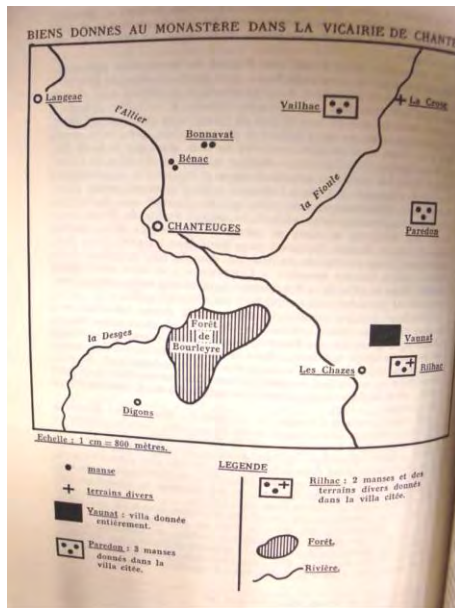 BIENS DONNÉS AU MONASTÈRE DANS LA VICAIRIE DE CHANTE
Langeac
l'Allier
Vailhac
La Croze
Bonnavat
Bénac
la Fioule
CHANTEUGES
Paredon
Forêt
de
Bourleyre
la Desges
Vaunat
Les Chazes
Rilhac
Digons
Echelle : 1 cm = 800 mètres.
LEGENDE
manse
terrains divers
Vaunat : villa donnée
entièrement.
Paredon : 3 manses
donnés dans la
villa citée.
Rilhac : 2 manses et des
terrains divers donnés
dans la villa citée.
Forêt.
Rivière.